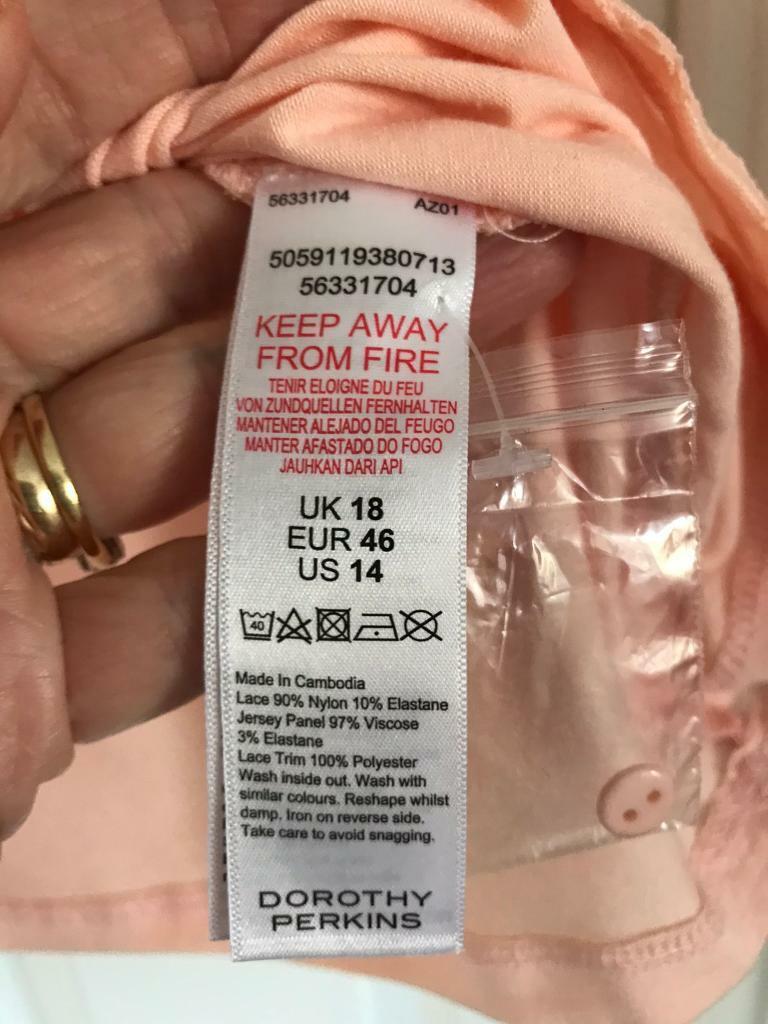 56331704 AZ01
5059119380713
56331704
KEEP AWAY
FROM FIRE
TENIR ELOIGNE DU FEU
VON ZUNDQUELLEN FERNHALTEN
MANTENER ALEJADO DEL FEUGO
MANTER AFASTADO DO FOGO
JAUHKAN DARI API
UK 18
EUR 46
US 14
40
Made In Cambodia
Lace 90% Nylon 10% Elastane
Jersey Panel 97% Viscose
3% Elastane
Lace Trim 100% Polyester
Wash inside out. Wash with
similar colours. Reshape whilst
damp. Iron on reverse side.
Take care to avoid snagging.
DOROTHY
PERKINS